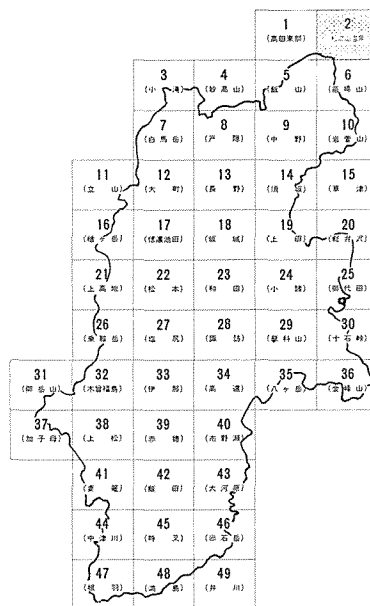 1 2
(高田東部)
3 4 5 6
(小滝) (妙高山) (飯山) (苗場山)
7 8 9 10
(白馬岳) (戸隠) (中野) (岩菅山)
11 12 13 14 15
(立山) (大町) (長野) (須坂) (草津)
16 17 18 19 20
(槍ヶ岳) (信濃池田) (坂城) (上田) (軽井沢)
21 22 23 24 25
(上高地) (松本) (和田) (小諸) (御代田)
26 27 28 29 30
(乗鞍岳) (塩尻) (諏訪) (蓼科山) (十石峠)
31 32 33 34 35 36
(御岳山) (木曽福島) (伊那) (高遠) (八ヶ岳) (金峰山)
37 38 39 40
(加子母) (上松) (赤穂) (市野瀬)
41 42 43
(妻籠) (飯田) (大河原)
44 45 46
(中津川) (時又) (赤石岳)
47 48 49
(根羽) (満島) (井川)